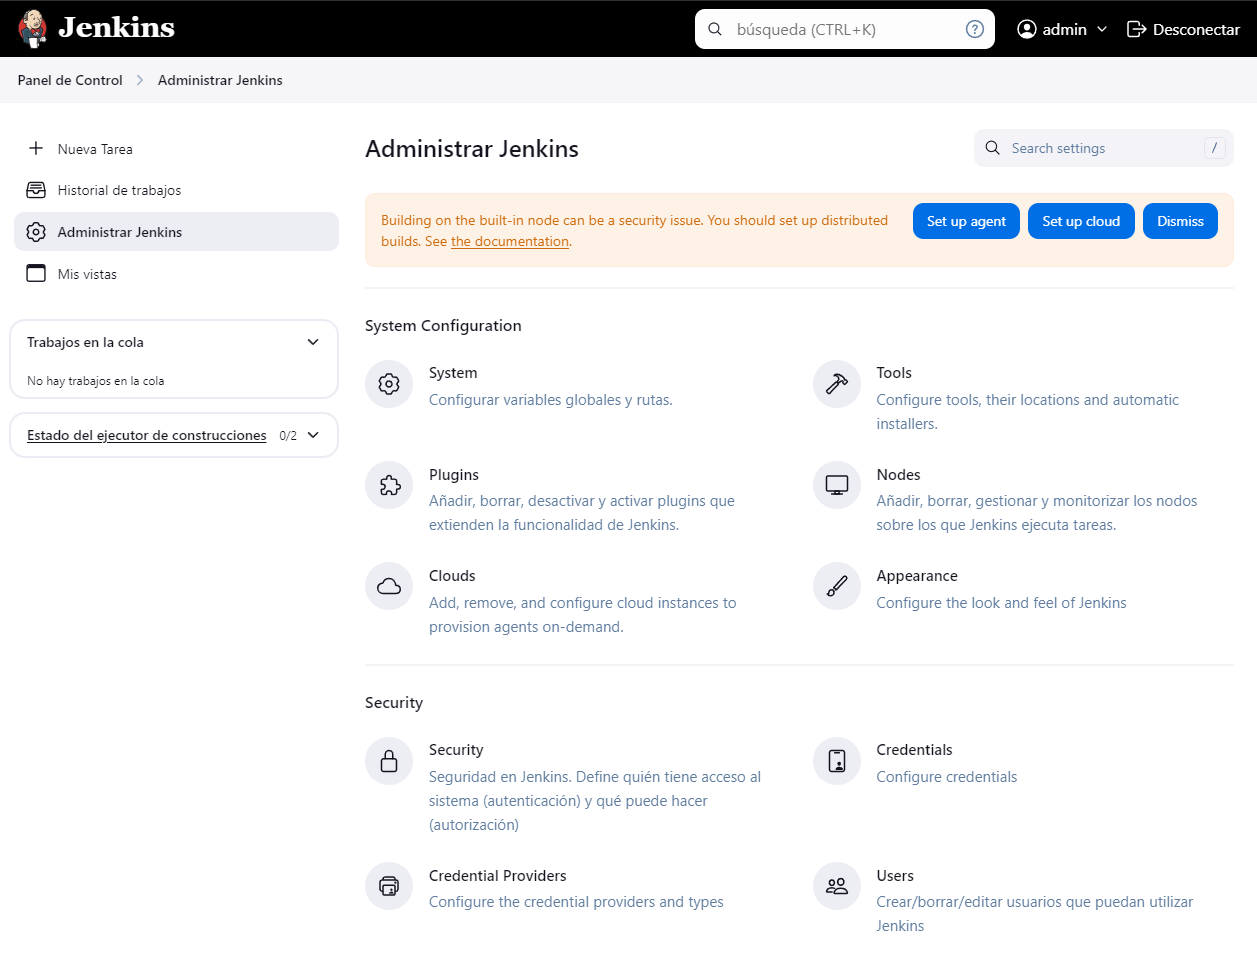 Jenkins
búsqueda (CTRL+K)
?
admin
Desconectar
Panel de Control
Administrar Jenkins
Nueva Tarea
Historial de trabajos
Administrar Jenkins
Mis vistas
Trabajos en la cola
No hay trabajos en la cola
Estado del ejecutor de construcciones 0/2
Administrar Jenkins
Search settings /
Building on the built-in node can be a security issue. You should set up distributed
builds. See the documentation.
Set up agent
Set up cloud
Dismiss
System Configuration
System
Configurar variables globales y rutas.
Tools
Configure tools, their locations and automatic
installers.
Plugins
Añadir, borrar, desactivar y activar plugins que
extienden la funcionalidad de Jenkins.
Nodes
Añadir, borrar, gestionar y monitorizar los nodos
sobre los que Jenkins ejecuta tareas.
Clouds
Add, remove, and configure cloud instances to
provision agents on-demand.
Appearance
Configure the look and feel of Jenkins
Security
Security
Seguridad en Jenkins. Define quién tiene acceso al
sistema (autenticación) y qué puede hacer
(autorización)
Credentials
Configure credentials
Credential Providers
Configure the credential providers and types
Users
Crear/borrar/editar usuarios que puedan utilizar
Jenkins